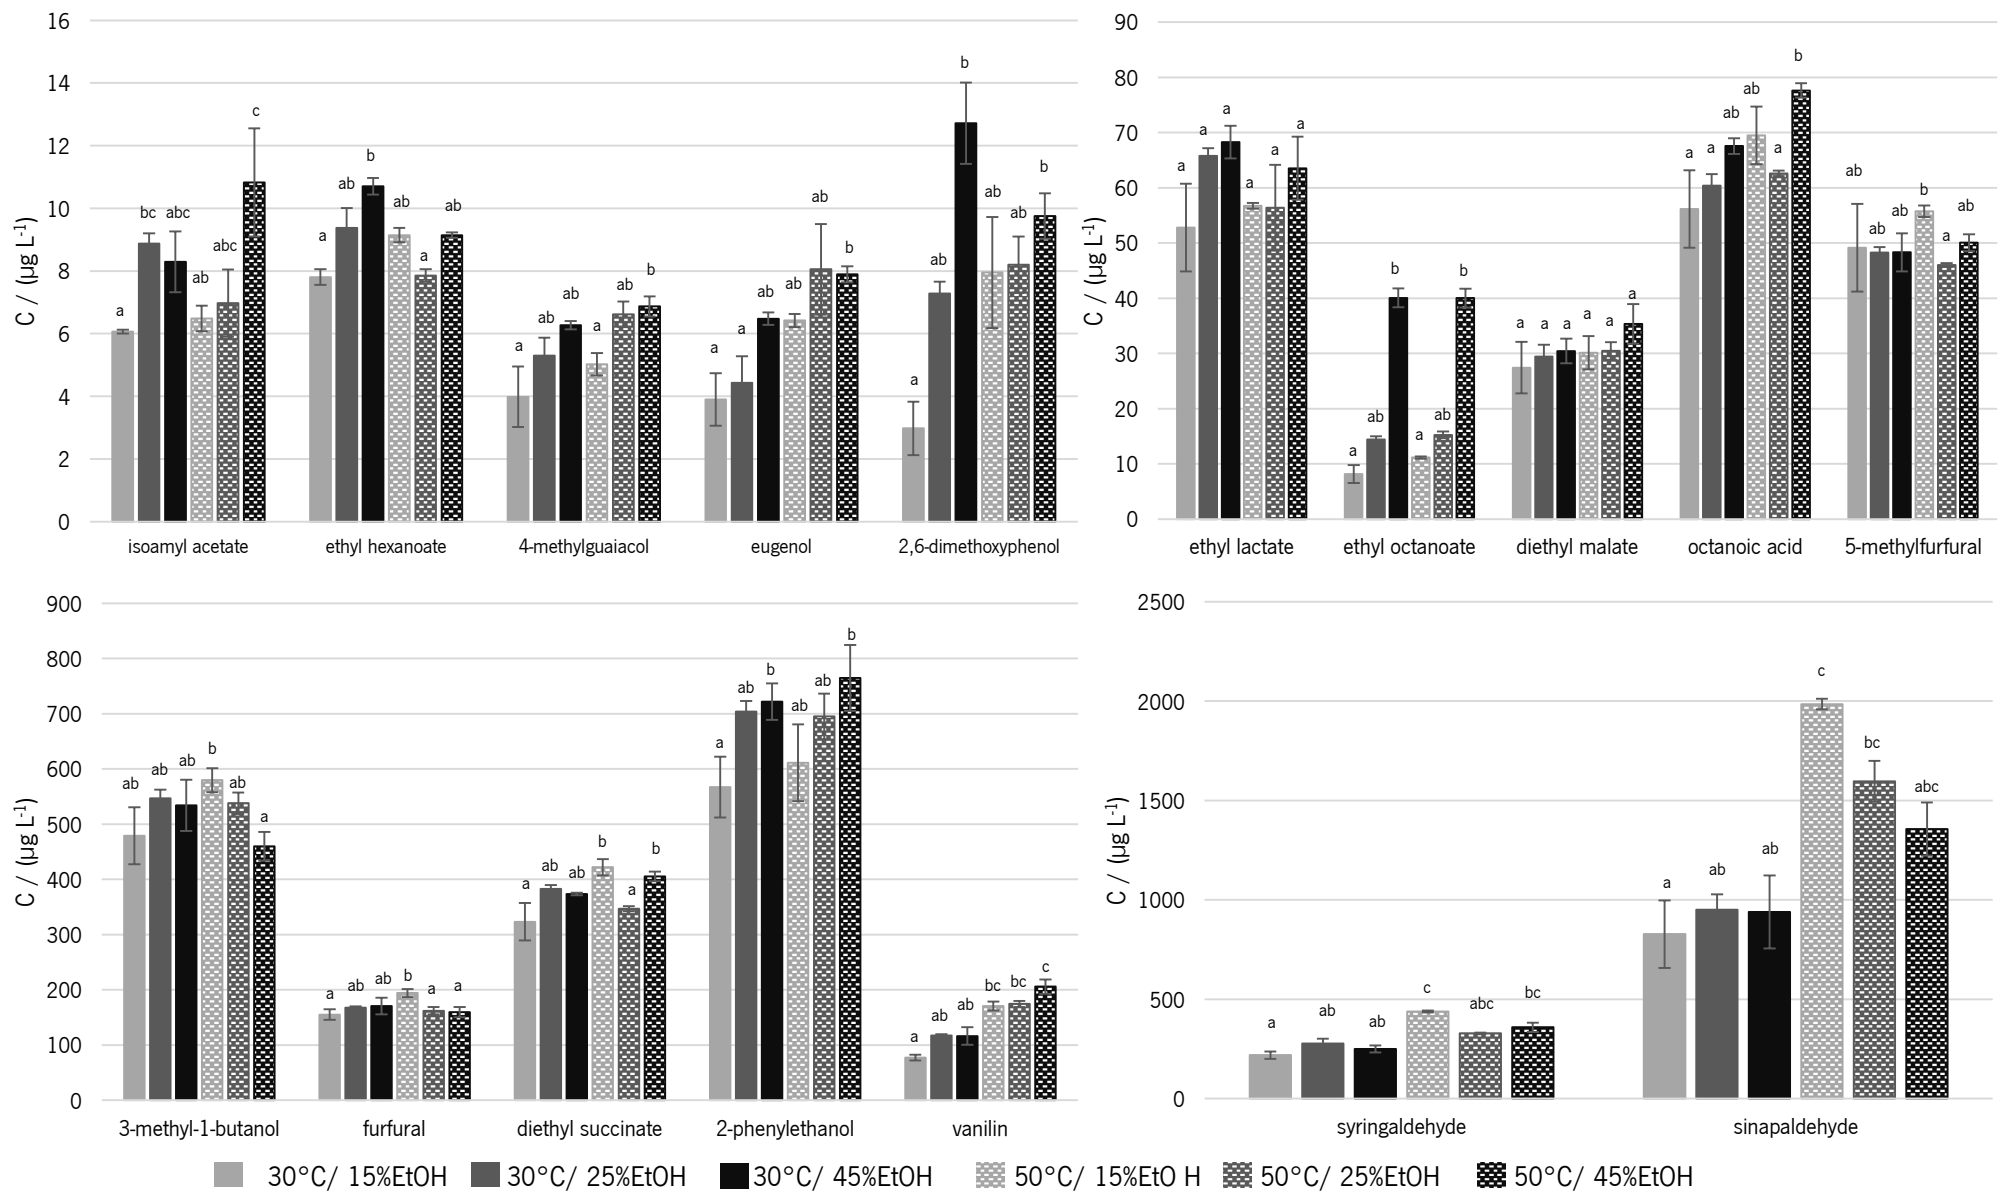 16
14
12
10
8
6
4
2
0
C / (µg L-1)
a bc abc ab abc c
a ab b ab a ab
a ab ab a ab b
a a ab ab ab b
a ab b ab ab b
isoamyl acetate ethyl hexanoate 4-methylguaiacol eugenol 2,6-dimethoxyphenol
90
80
70
60
50
40
30
20
10
0
C / (µg L-1)
a a a a a a
a ab b a ab b
a a a a a a
a a ab ab a b
ab ab ab b a ab
ethyl lactate ethyl octanoate diethyl malate octanoic acid 5-methylfurfural
900
800
700
600
500
400
300
200
100
0
C / (µg L-1)
ab ab ab b ab a
a ab ab b a a
a ab ab b a b
a ab b ab ab b
a ab ab bc bc c
3-methyl-1-butanol furfural diethyl succinate 2-phenylethanol vanilin
2500
2000
1500
1000
500
0
C / (µg L-1)
a ab ab c abc bc
a ab ab c bc abc
syringaldehyde sinapaldehyde
30°C/ 15%EtOH 30°C/ 25%EtOH 30°C/ 45%EtOH 50°C/ 15%EtO H 50°C/ 25%EtOH 50°C/ 45%EtOH